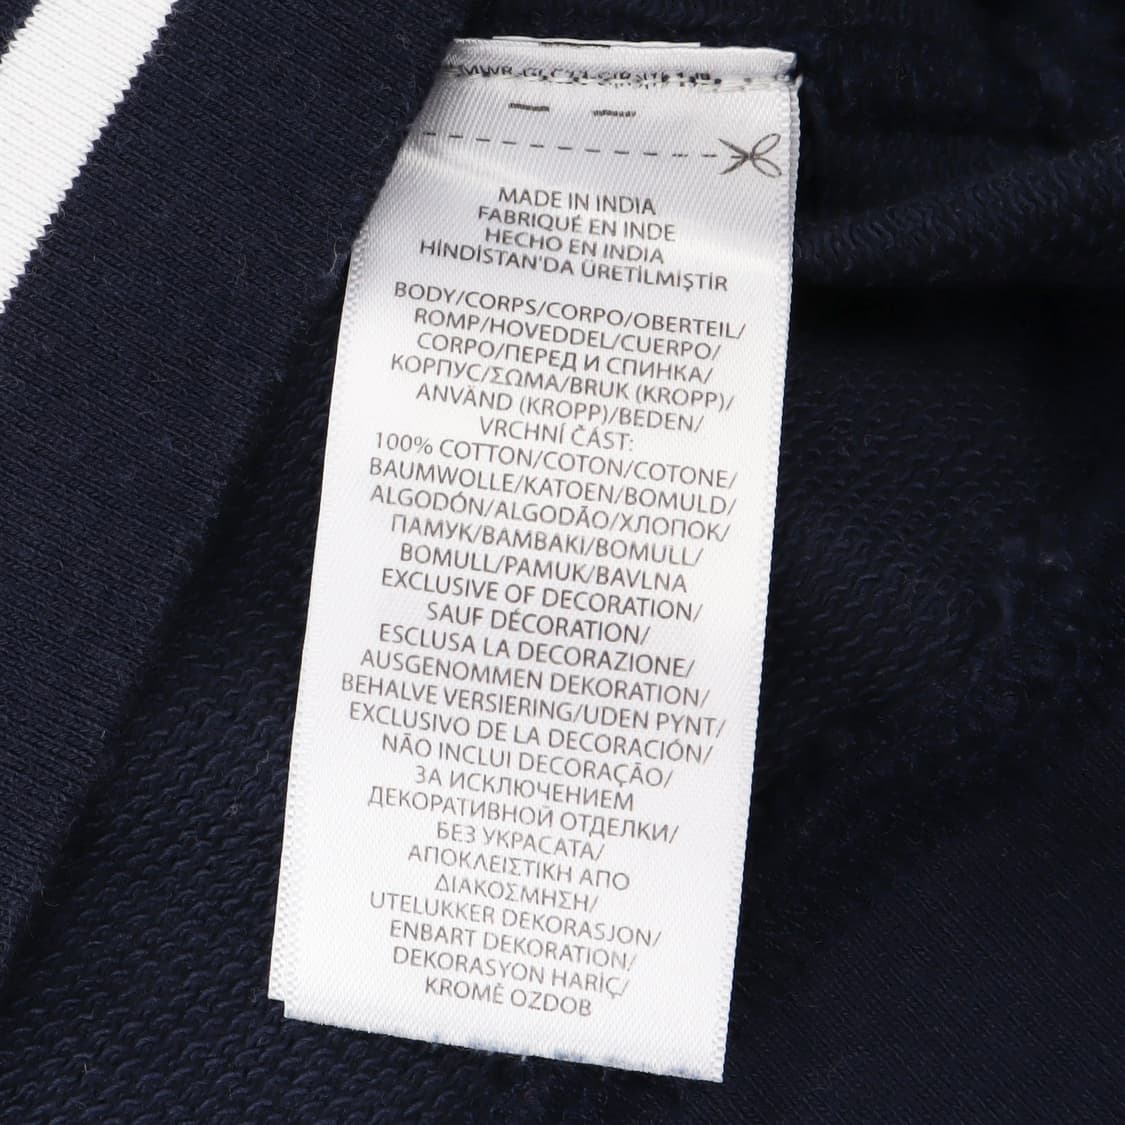 MADE IN INDIA
FABRIQUÉ EN INDE
HECHO EN INDIA
HİNDİSTAN'DA ÜRETİLMİŞTİR
BODY/CORPS/CORPO/OBERTEIL/
ROMP/HOVEDDEL/CUERPO/
CORPO/ПЕРЕД И СПИНКА/
КОРПУС/ΣΩΜΑ/BRUK (KROPP)/
ANVÄND (KROPP)/BEDEN/
VRCHNÍ ČÁST:
100% COTTON/COTON/COTONE/
BAUMWOLLE/KATOEN/BOMULD/
ALGODÓN/ALGODÃO/ХЛОПОК/
ПАМУК/ΒΑΜΒΑΚΙ/BOMULL/
BOMULL/PAMUK/BAVLNA
EXCLUSIVE OF DECORATION/
SAUF DÉCORATION/
ESCLUSA LA DECORAZIONE/
AUSGENOMMEN DEKORATION/
BEHALVE VERSIERING/UDEN PYNT/
EXCLUSIVO DE LA DECORACIÓN/
NÃO INCLUI DECORAÇÃO/
ЗА ИСКЛЮЧЕНИЕМ
ДЕКОРАТИВНОЙ ОТДЕЛКИ/
БЕЗ УКРАСАТА/
ΑΠΟΚΛΕΙΣΤΙΚΗ ΑΠΟ
ΔΙΑΚΟΣΜΗΣΗ/
UTELUKKER DEKORASJON/
ENBART DEKORATION/
DEKORASYON HARİÇ/
KROMĚ OZDOB